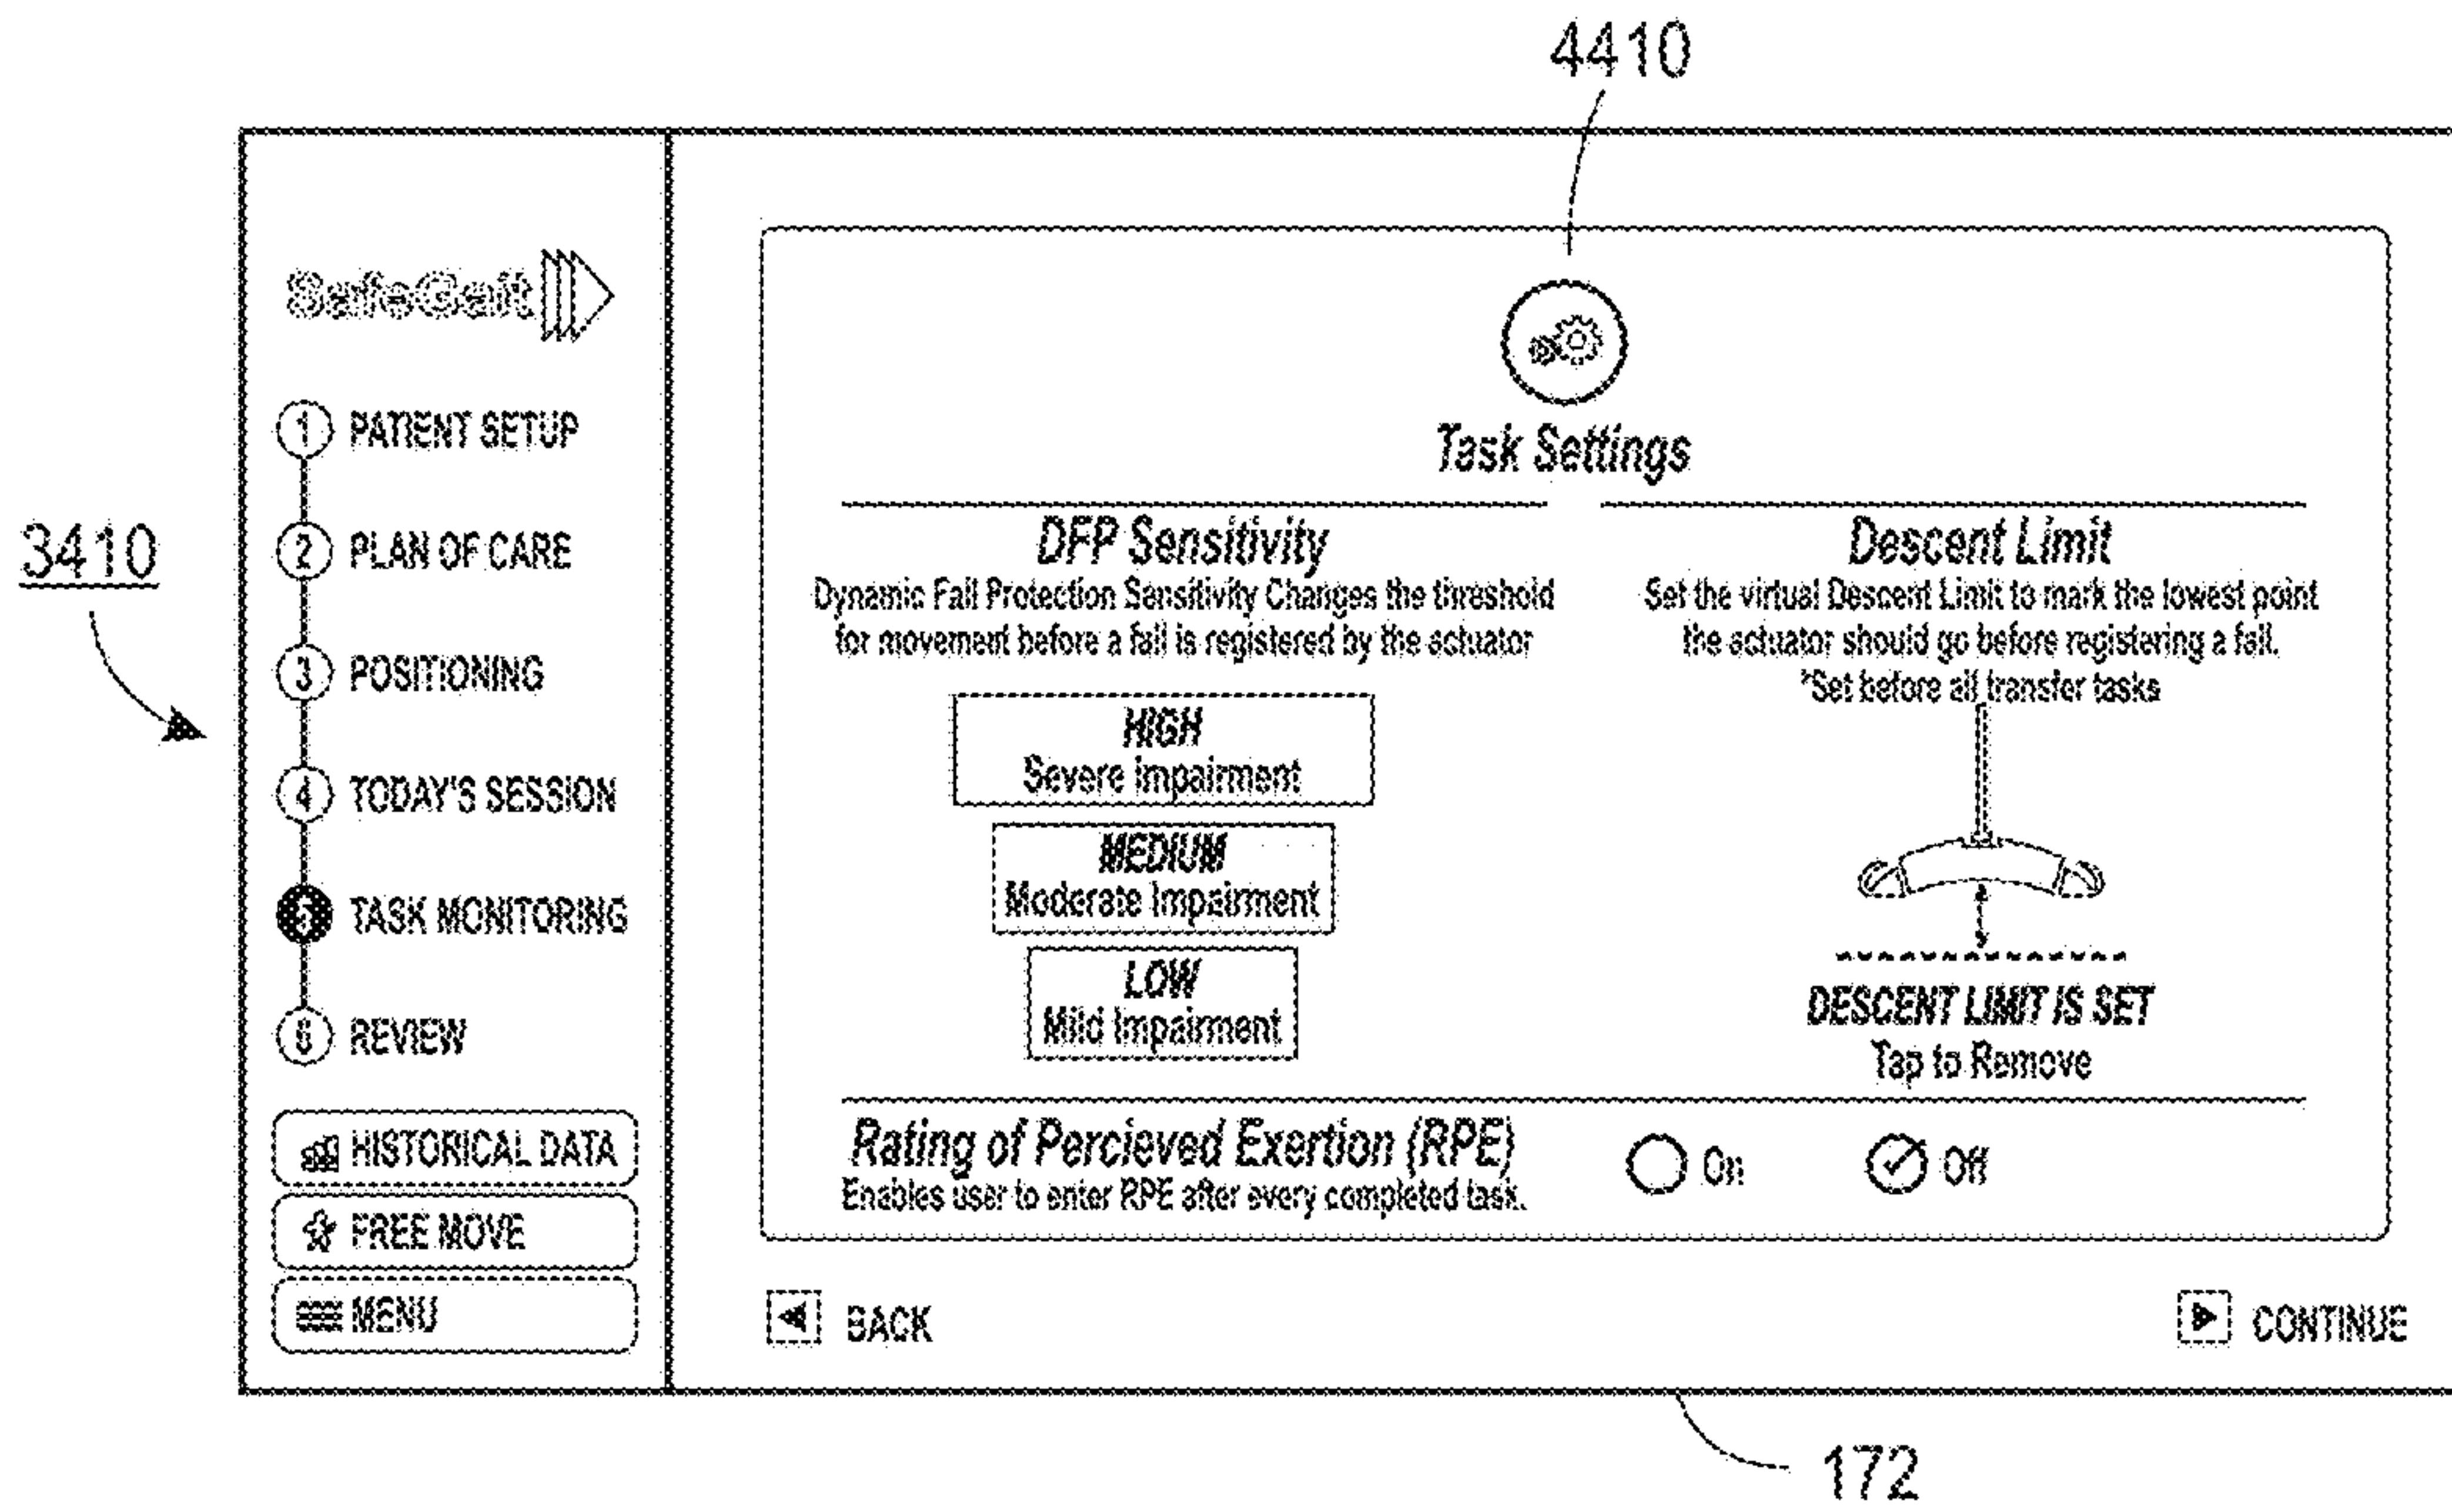 4410
3410
SafeGait
1 PATIENT SETUP
2 PLAN OF CARE
3 POSITIONING
4 TODAY'S SESSION
5 TASK MONITORING
6 REVIEW
HISTORICAL DATA
FREE MOVE
MENU
Task Settings
DFP Sensitivity
Dynamic Fall Protection Sensitivity Changes the threshold
for movement before a fall is registered by the actuator
HIGH
Severe Impairment
MEDIUM
Moderate Impairment
LOW
Mild Impairment
Descent Limit
Set the virtual Descent Limit to mark the lowest point
the actuator should go before registering a fall.
*Set before all transfer tasks
DESCENT LIMIT IS SET
Tap to Remove
Rating of Percieved Exertion (RPE)
Enables user to enter RPE after every completed task.
On
Off
BACK
CONTINUE
172